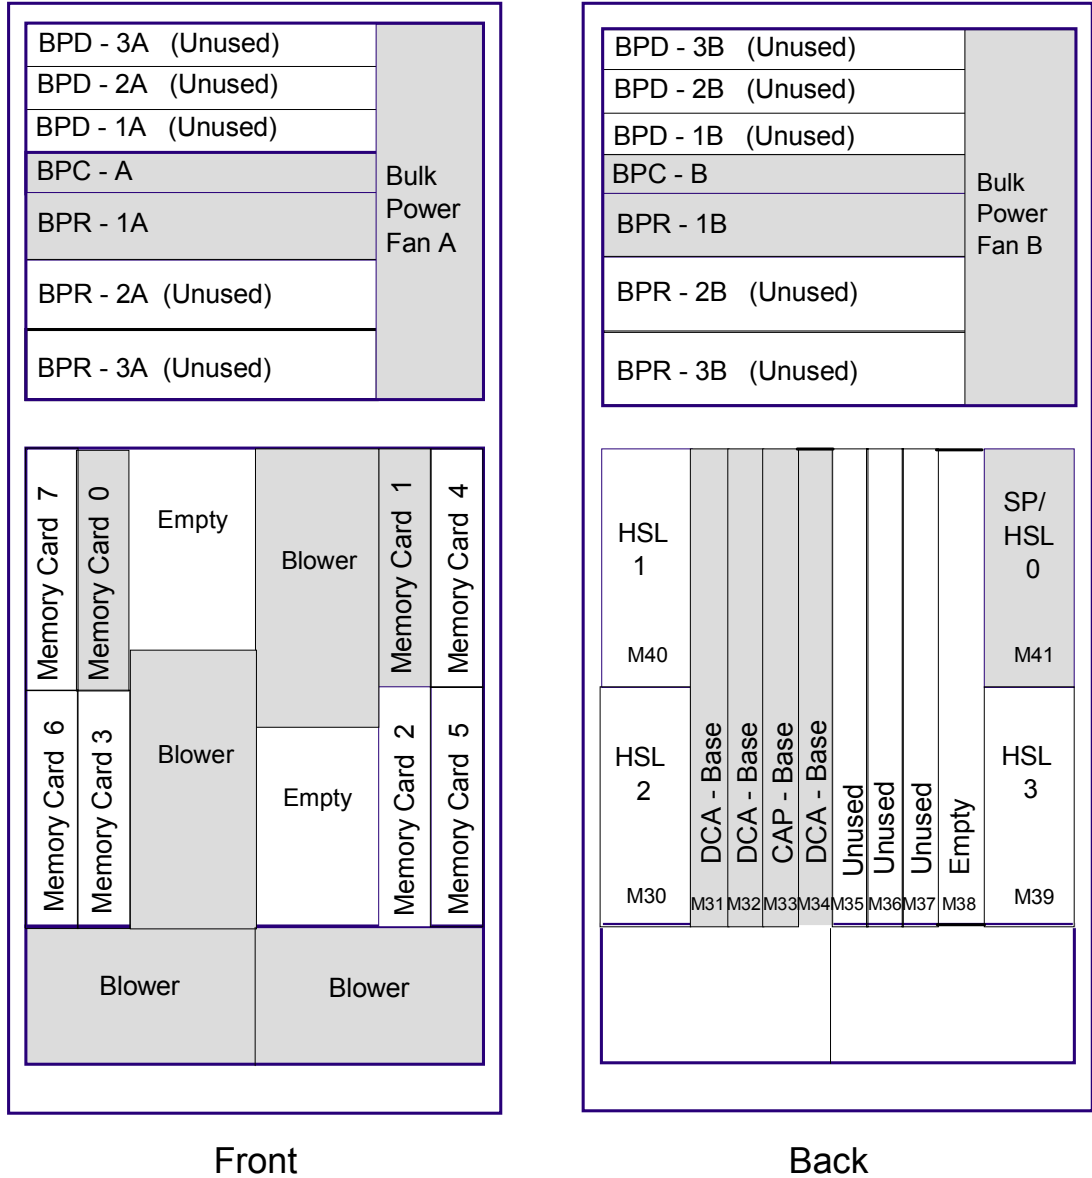 BPD - 3A (Unused)
BPD - 2A (Unused)
BPD - 1A (Unused)
BPC - A
BPR - 1A
BPR - 2A (Unused)
BPR - 3A (Unused)
Bulk
Power
Fan A
Memory Card 7
Memory Card 0
Empty
Blower
Memory Card 1
Memory Card 4
Memory Card 6
Memory Card 3
Blower
Empty
Memory Card 2
Memory Card 5
Blower
Blower
Front
BPD - 3B (Unused)
BPD - 2B (Unused)
BPD - 1B (Unused)
BPC - B
BPR - 1B
BPR - 2B (Unused)
BPR - 3B (Unused)
Bulk
Power
Fan B
HSL
1
M40
SP/
HSL
0
M41
HSL
2
M30
DCA - Base
M31
DCA - Base
M32
CAP - Base
M33
DCA - Base
M34
Unused
M35
Unused
M36
Unused
M37
Empty
M38
HSL
3
M39
Back